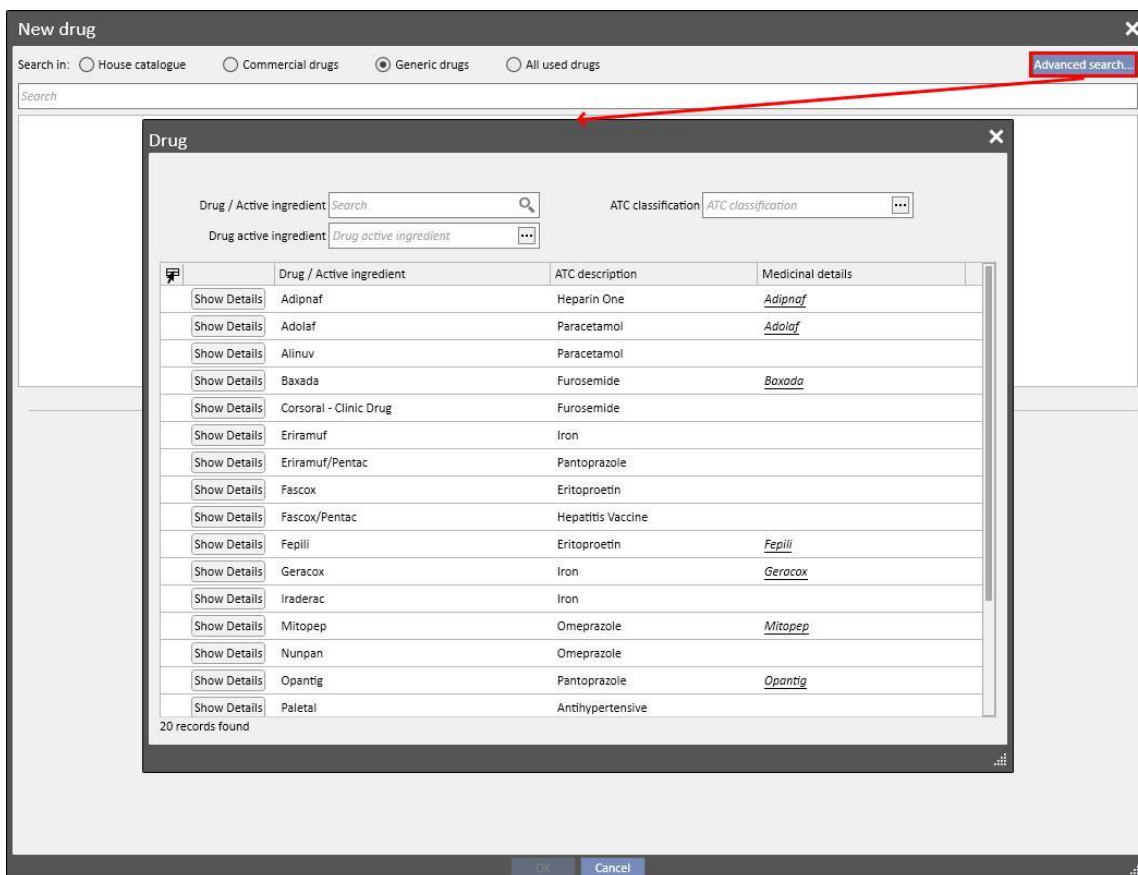 New drug
Search in: House catalogue Commercial drugs Generic drugs All used drugs Advanced search...
Search
Drug
Drug / Active ingredient Search ATC classification ATC classification
Drug active ingredient Drug active ingredient
Drug / Active ingredient ATC description Medicinal details
Show Details Adipnaf Heparin One Adipnaf
Show Details Adolaf Paracetamol Adolaf
Show Details Alinuv Paracetamol
Show Details Baxada Furosemide Baxada
Show Details Corsoral - Clinic Drug Furosemide
Show Details Eriramuf Iron
Show Details Eriramuf/Pentac Pantoprazole
Show Details Fascox Eritoproetin
Show Details Fascox/Pentac Hepatitis Vaccine
Show Details Fepili Eritoproetin Fepili
Show Details Geracox Iron Geracox
Show Details Iraderac Iron
Show Details Mitopep Omeprazole Mitopep
Show Details Nunpan Omeprazole
Show Details Opantig Pantoprazole Opantig
Show Details Paletal Antihypertensive
20 records found
OK Cancel